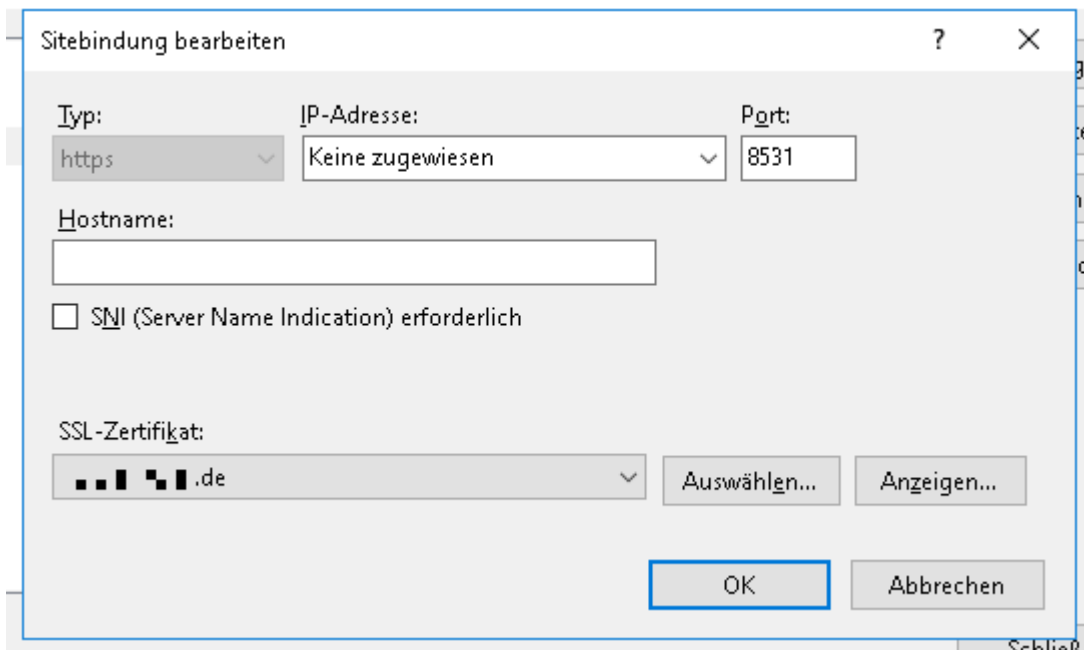 Sitebindung bearbeiten ? ×
Typ: IP-Adresse: Port:
https Keine zugewiesen 8531
Hostname:
SNI (Server Name Indication) erforderlich
SSL-Zertifikat:
.de Auswählen... Anzeigen...
OK Abbrechen
Schließ